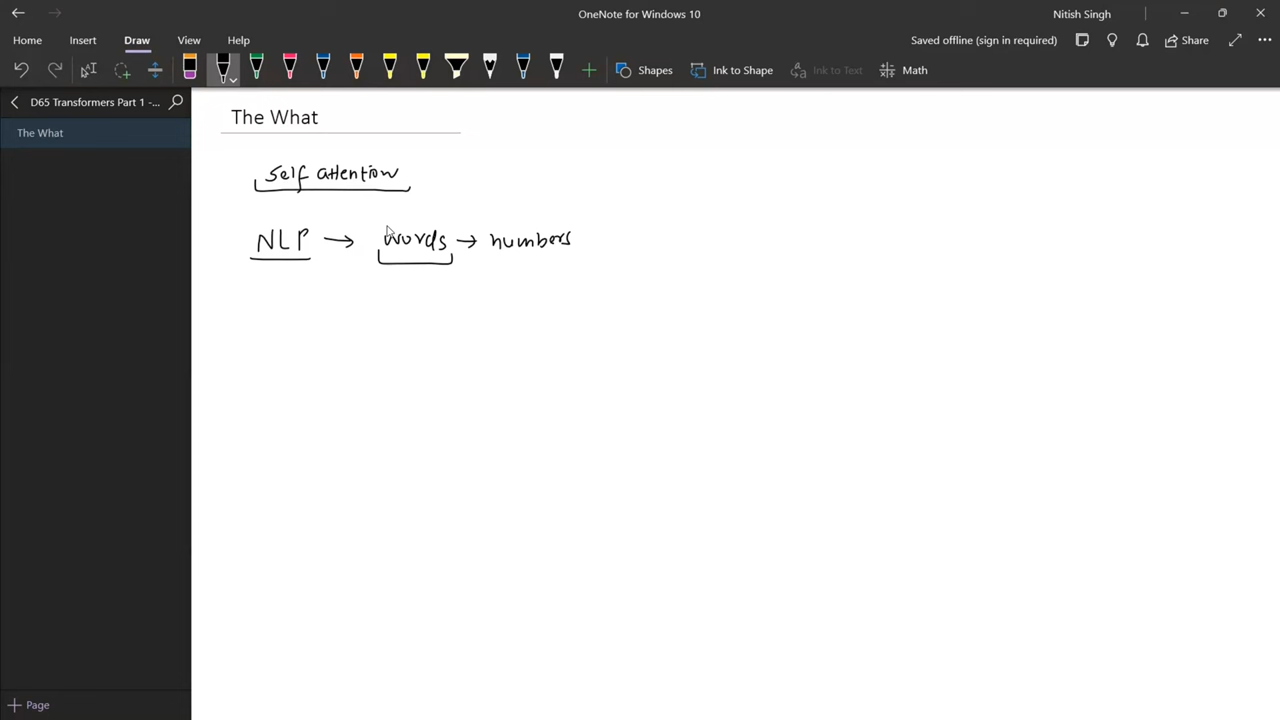 OneNote for Windows 10
Nitish Singh
Home Insert Draw View Help
Saved offline (sign in required)
Share
Shapes
Ink to Shape
Ink to Text
Math
D65 Transformers Part 1 -...
The What
The What
Self attention
NLP → words → numbers
Page